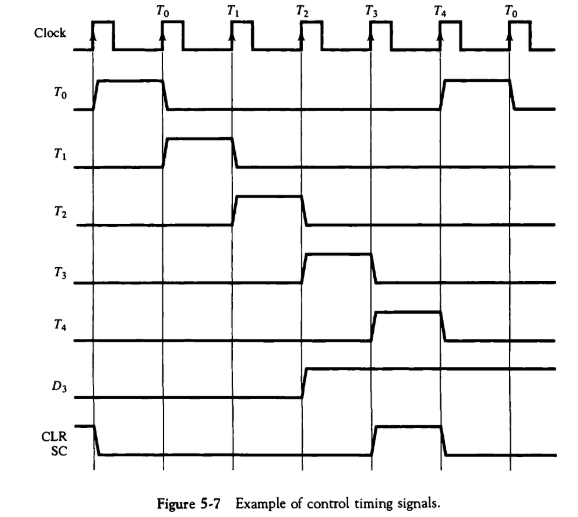 T0 T1 T2 T3 T4 T0
Clock
T0
T1
T2
T3
T4
D3
CLR
SC
Figure 5-7 Example of control timing signals.